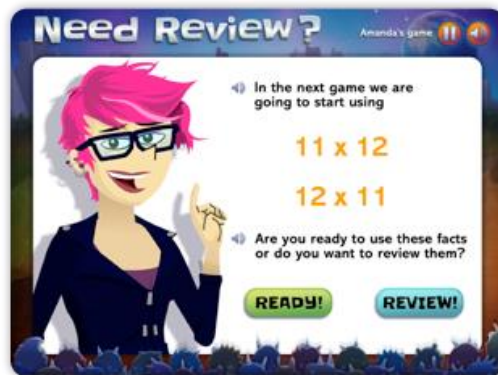 Need Review?
Amanda's game
In the next game we are
going to start using
11 x 12
12 x 11
Are you ready to use these facts
or do you want to review them?
READY!
REVIEW!